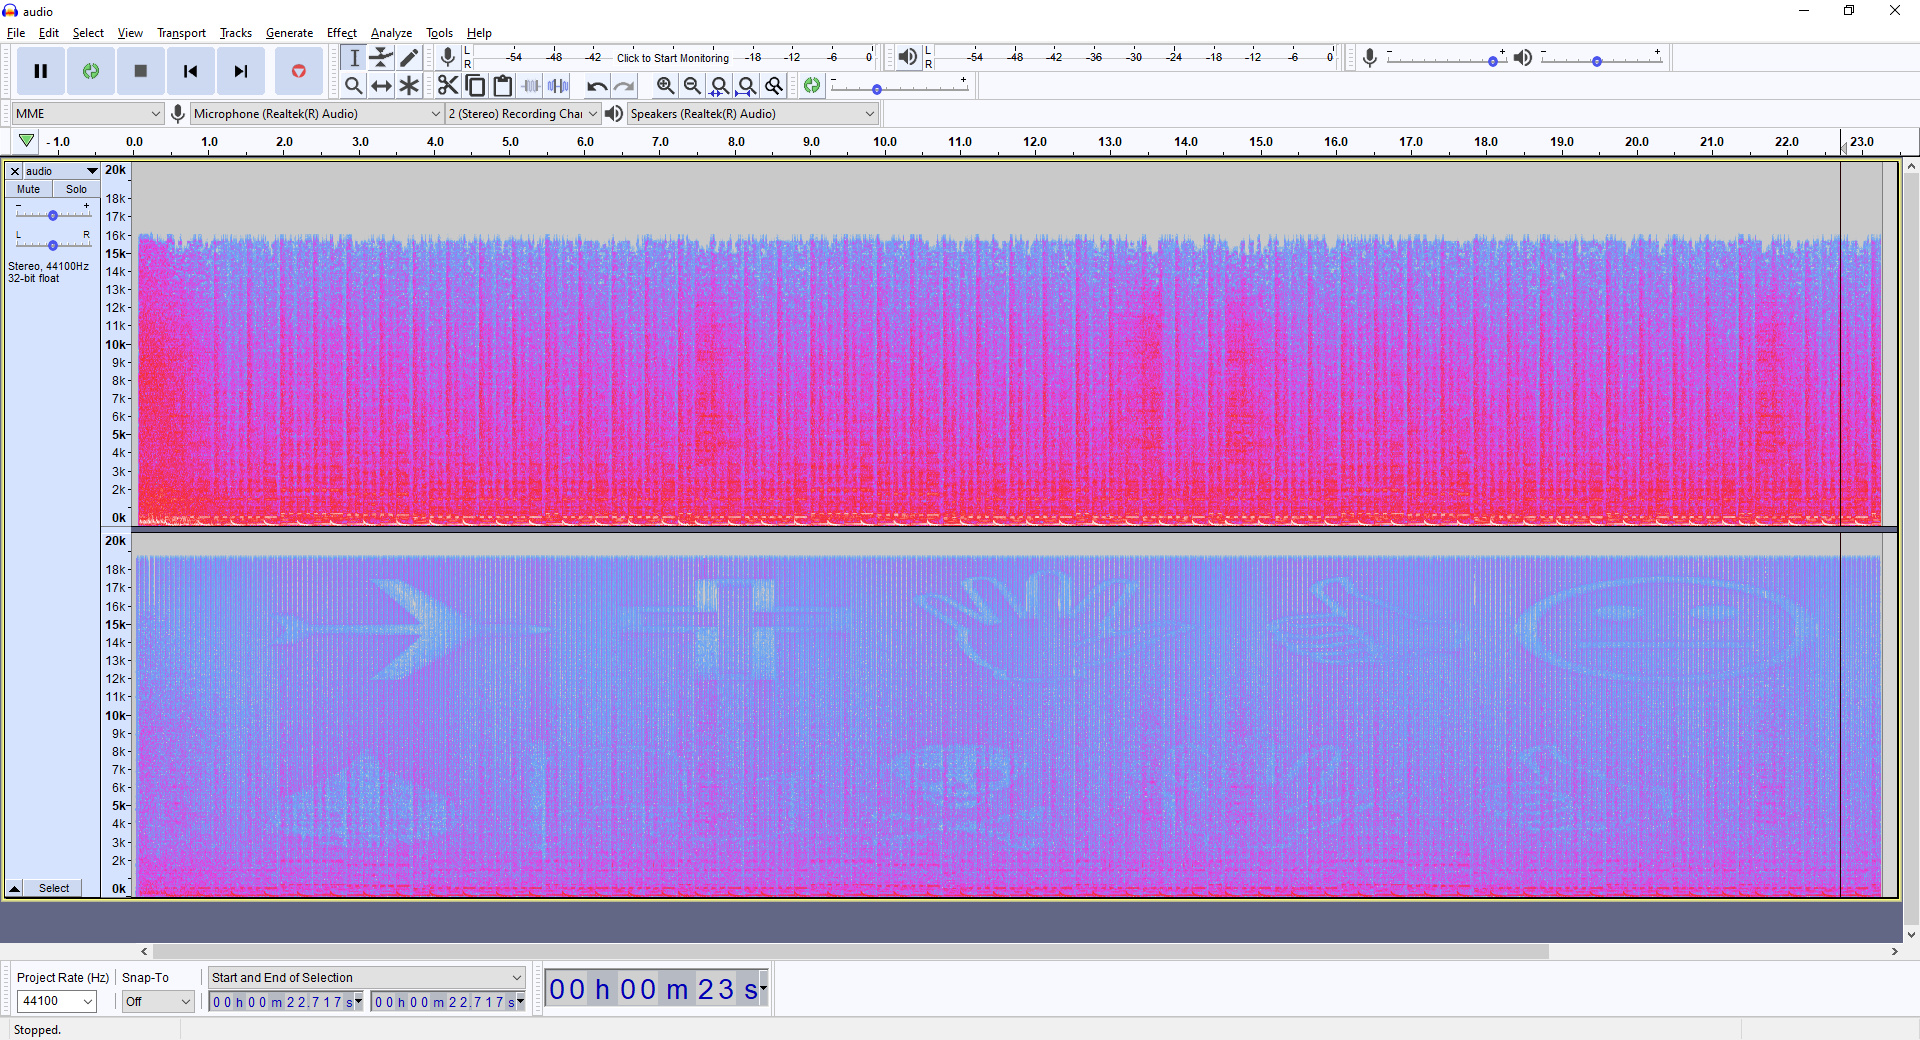 audio
File Edit Select View Transport Tracks Generate Effect Analyze Tools Help
L R -54 -48 -42 Click to Start Monitoring -18 -12 -6 0 L R -54 -48 -42 -36 -30 -24 -18 -12 -6 0 - + - +
- +
MME Microphone (Realtek(R) Audio) 2 (Stereo) Recording Chai Speakers (Realtek(R) Audio)
-1.0 0.0 1.0 2.0 3.0 4.0 5.0 6.0 7.0 8.0 9.0 10.0 11.0 12.0 13.0 14.0 15.0 16.0 17.0 18.0 19.0 20.0 21.0 22.0 23.0
audio
Mute Solo
- +
L R
Stereo, 44100Hz
32-bit float
20k
18k
17k
16k
15k
14k
13k
12k
11k
10k
9k
8k
7k
6k
5k
4k
3k
2k
0k
20k
18k
17k
16k
15k
14k
13k
12k
11k
10k
9k
8k
7k
6k
5k
4k
3k
2k
0k
Select
Project Rate (Hz) Snap-To Start and End of Selection
44100 Off 00 h 00 m 22.717 s 00 h 00 m 22.717 s
00 h 00 m 23 s
Stopped.